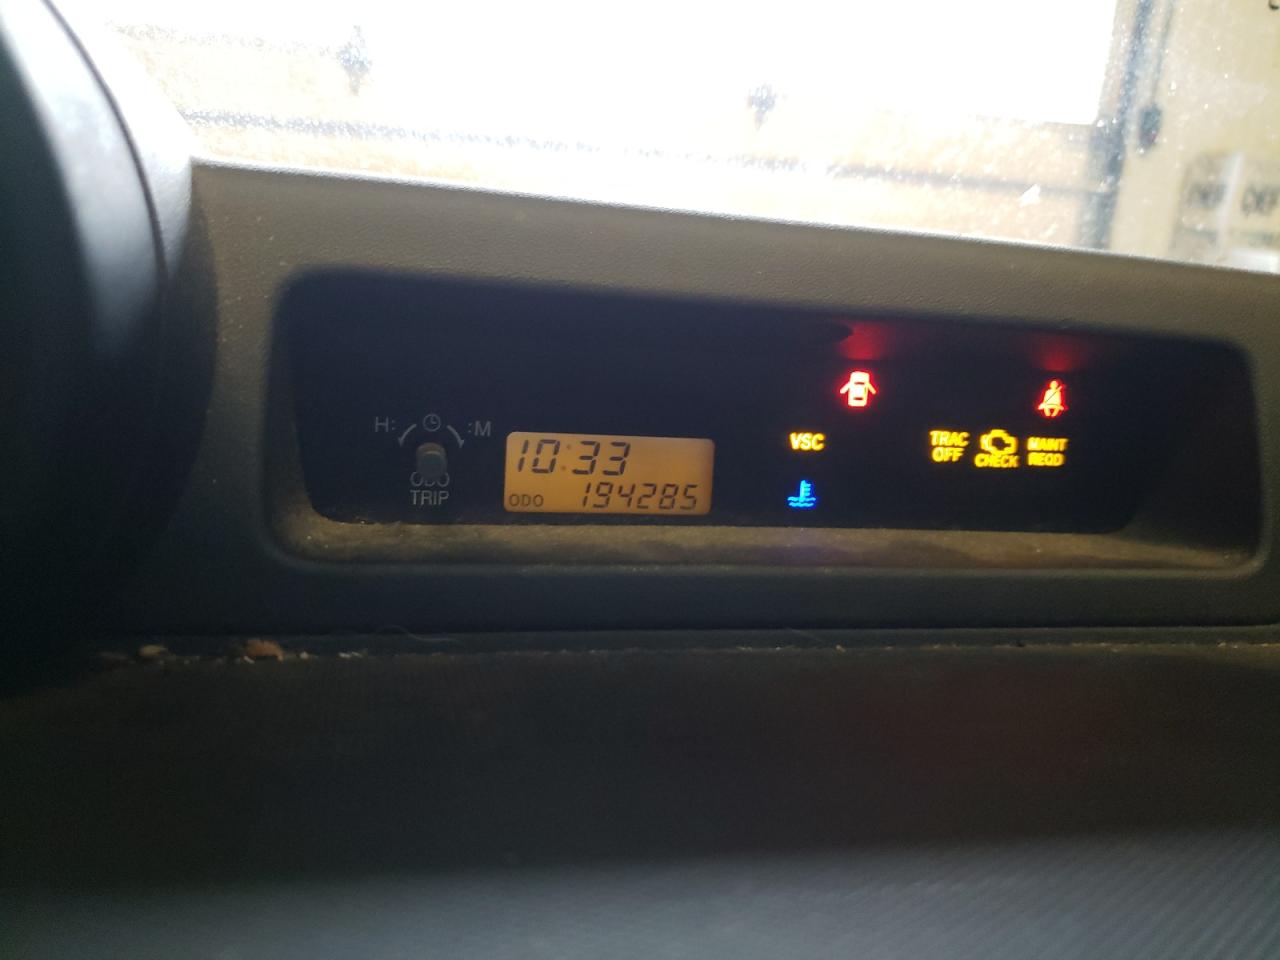 H: :M
ODO
TRIP
10:33
ODO 194285
VSC
TRAC
OFF
CHECK
MAINT
REQD